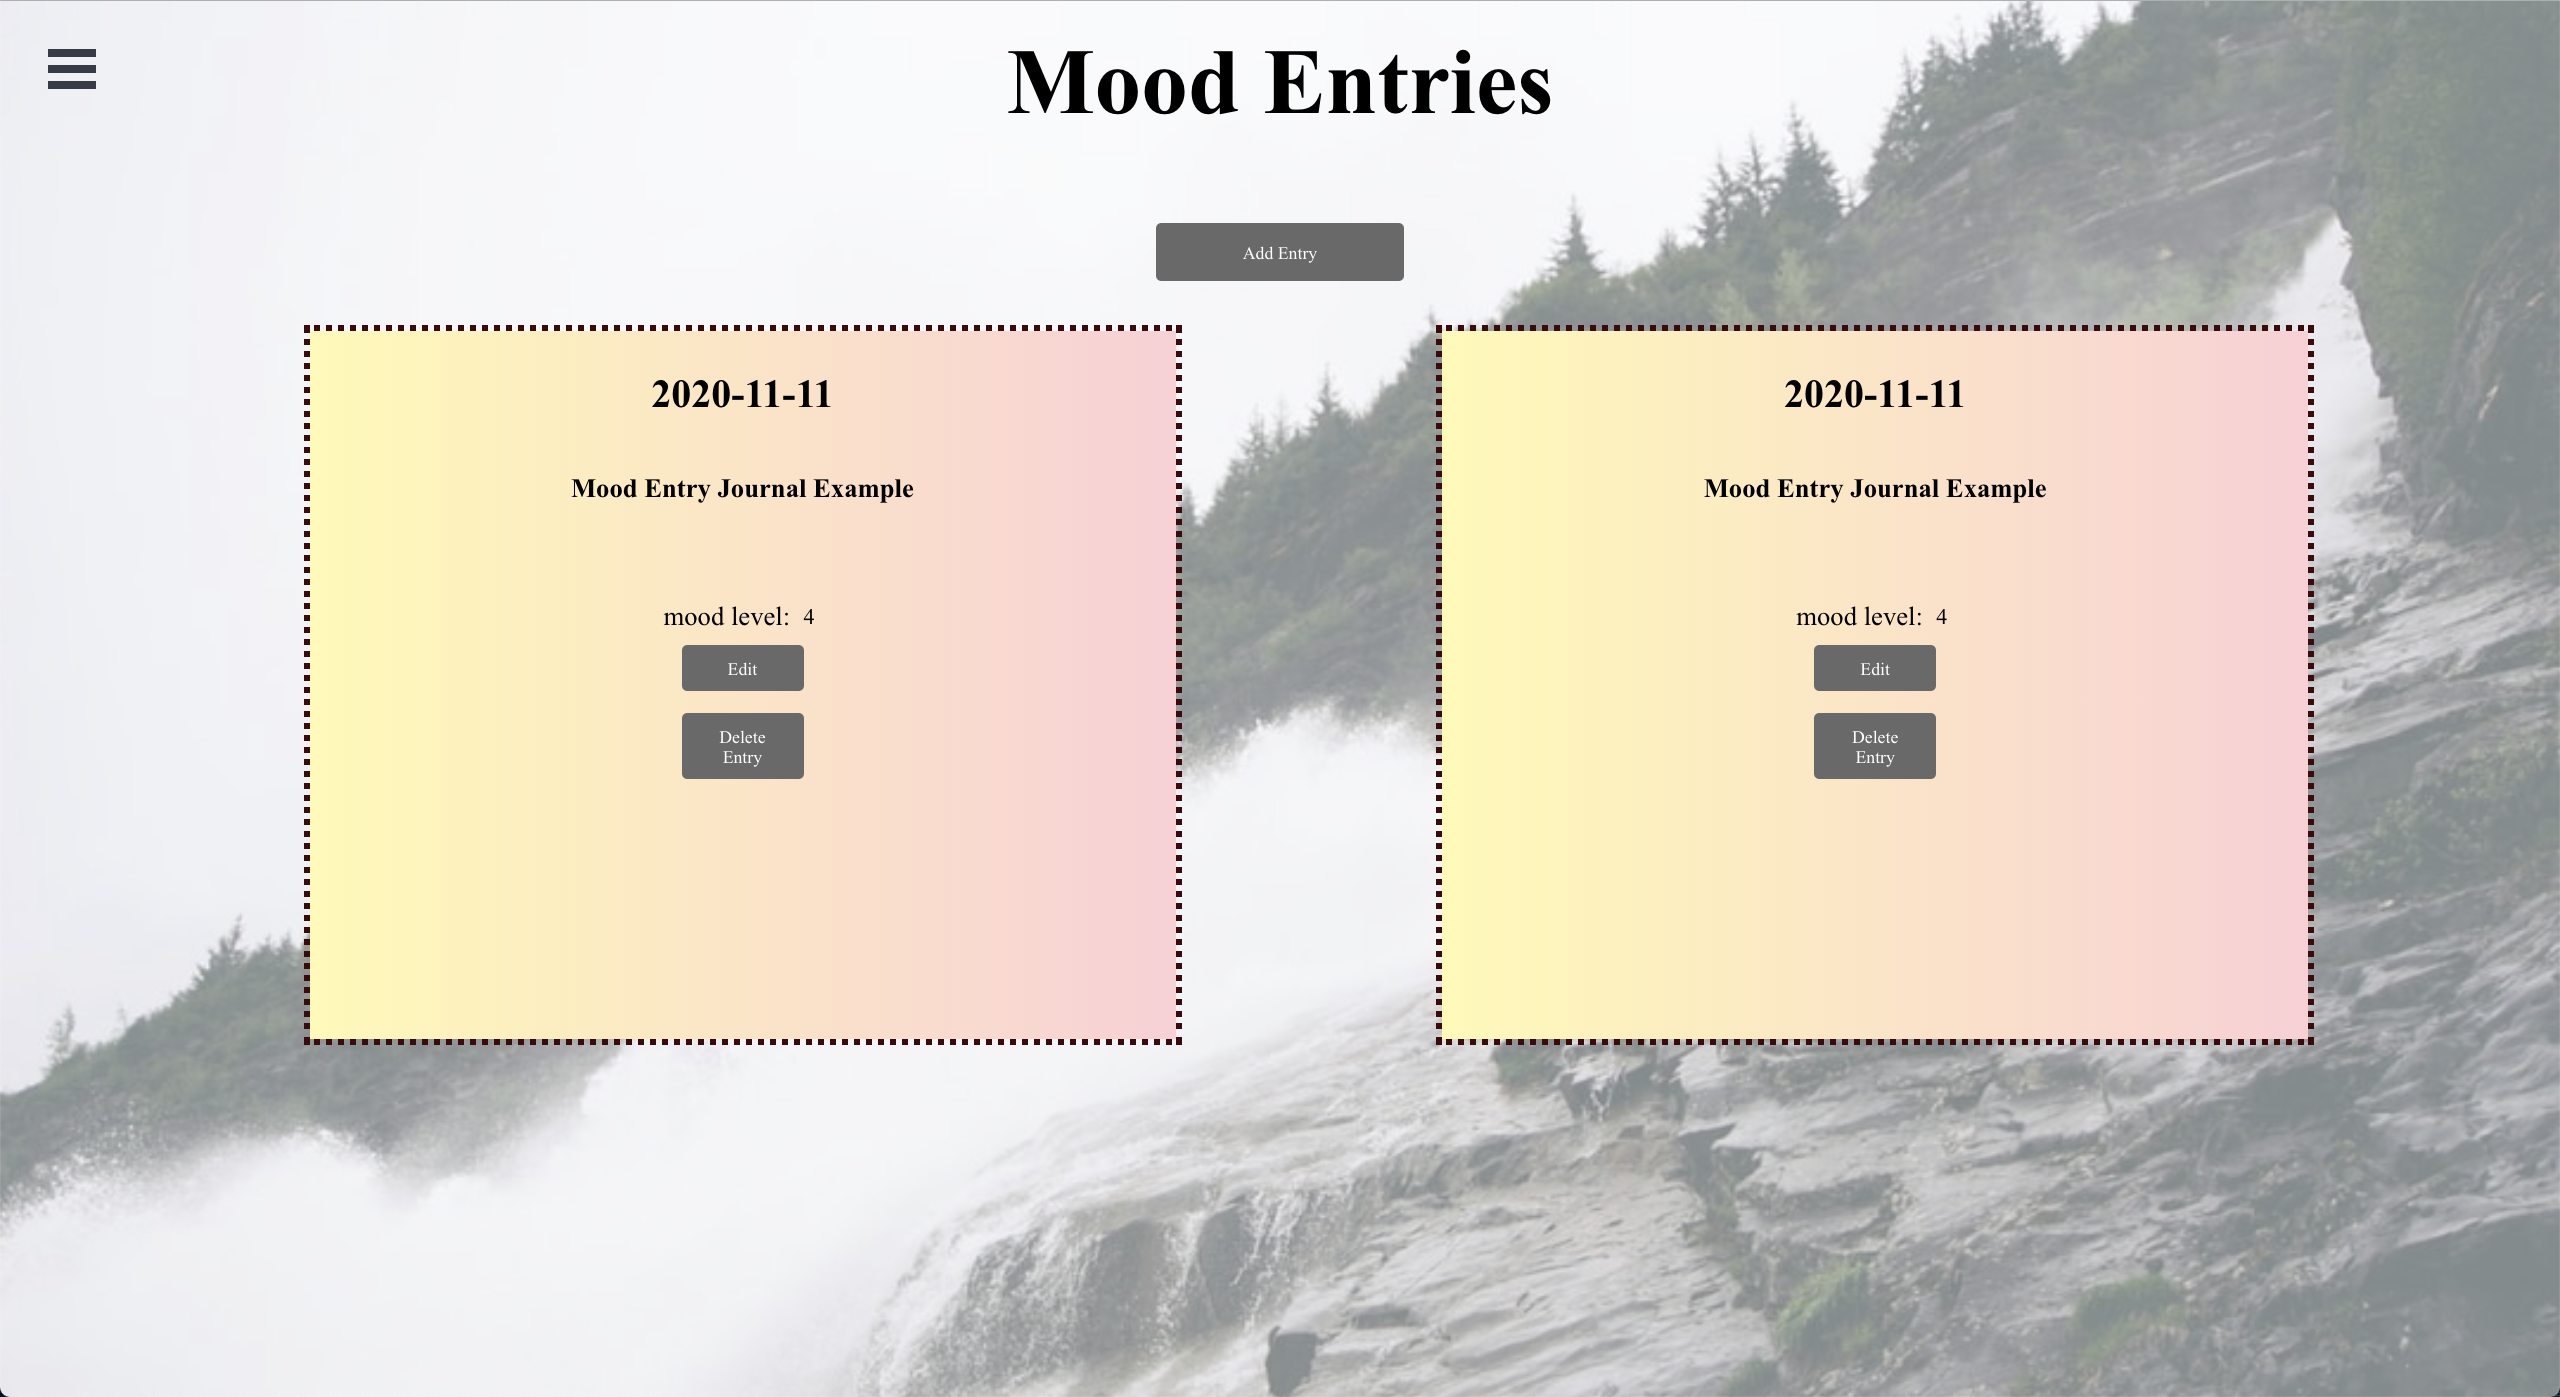 Mood Entries
Add Entry
2020-11-11
Mood Entry Journal Example
mood level: 4
Edit
Delete
Entry
2020-11-11
Mood Entry Journal Example
mood level: 4
Edit
Delete
Entry